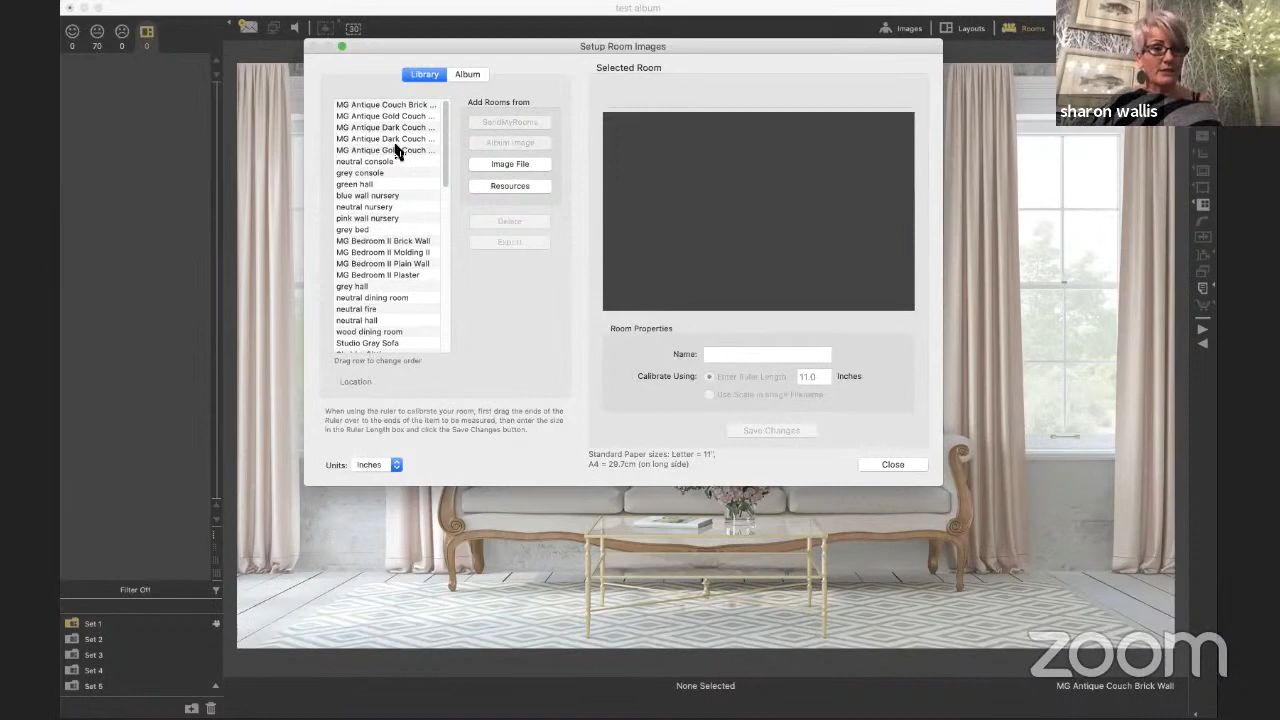 test album
0
70
0
0
30
Images
Layouts
Rooms
sharon wallis
Setup Room Images
Library
Album
Selected Room
MG Antique Couch Brick ...
MG Antique Gold Couch ...
MG Antique Dark Couch ...
MG Antique Dark Couch ...
MG Antique Gold Couch ...
neutral console
grey console
green hall
blue wall nursery
neutral nursery
pink wall nursery
grey bed
MG Bedroom II Brick Wall
MG Bedroom II Molding II
MG Bedroom II Plain Wall
MG Bedroom II Plaster
grey hall
neutral dining room
neutral fire
neutral hall
wood dining room
Studio Gray Sofa
Drag row to change order
Location
Add Rooms from
SendMyRooms
Album Image
Image File
Resources
Delete
Export
Room Properties
Name:
Calibrate Using:
Enter Ruler Length
11.0
Inches
Use Scale in Image Filename
Save Changes
When using the ruler to calibrate your room, first drag the ends of the
Ruler over to the ends of the item to be measured, then enter the size
in the Ruler Length box and click the Save Changes button.
Units:
Inches
Standard Paper sizes: Letter = 11",
A4 = 29.7cm (on long side)
Close
Filter Off
Set 1
Set 2
Set 3
Set 4
Set 5
None Selected
MG Antique Couch Brick Wall
zoom